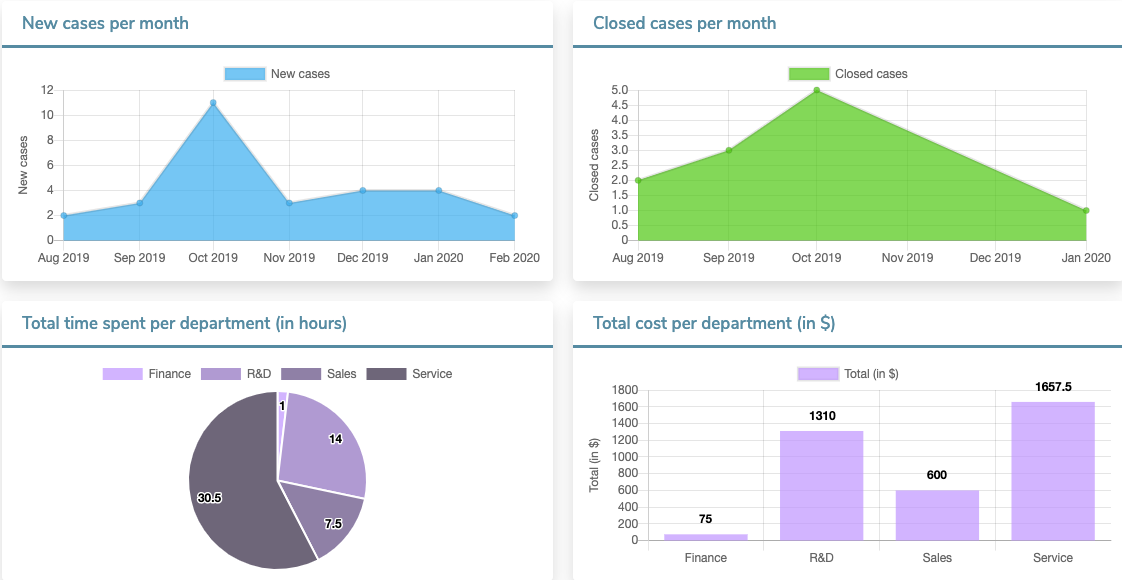 New cases per month
New cases
12
10
8
6
4
2
0
New cases
Aug 2019 Sep 2019 Oct 2019 Nov 2019 Dec 2019 Jan 2020 Feb 2020
Closed cases per month
Closed cases
5.0
4.5
4.0
3.5
3.0
2.5
2.0
1.5
1.0
0.5
0
Closed cases
Aug 2019 Sep 2019 Oct 2019 Nov 2019 Dec 2019 Jan 2020
Total time spent per department (in hours)
Finance R&D Sales Service
1
14
30.5
7.5
Total cost per department (in $)
Total (in $)
1800
1600
1400
1200
1000
800
600
400
200
0
Total (in $)
75
1310
600
1657.5
Finance R&D Sales Service